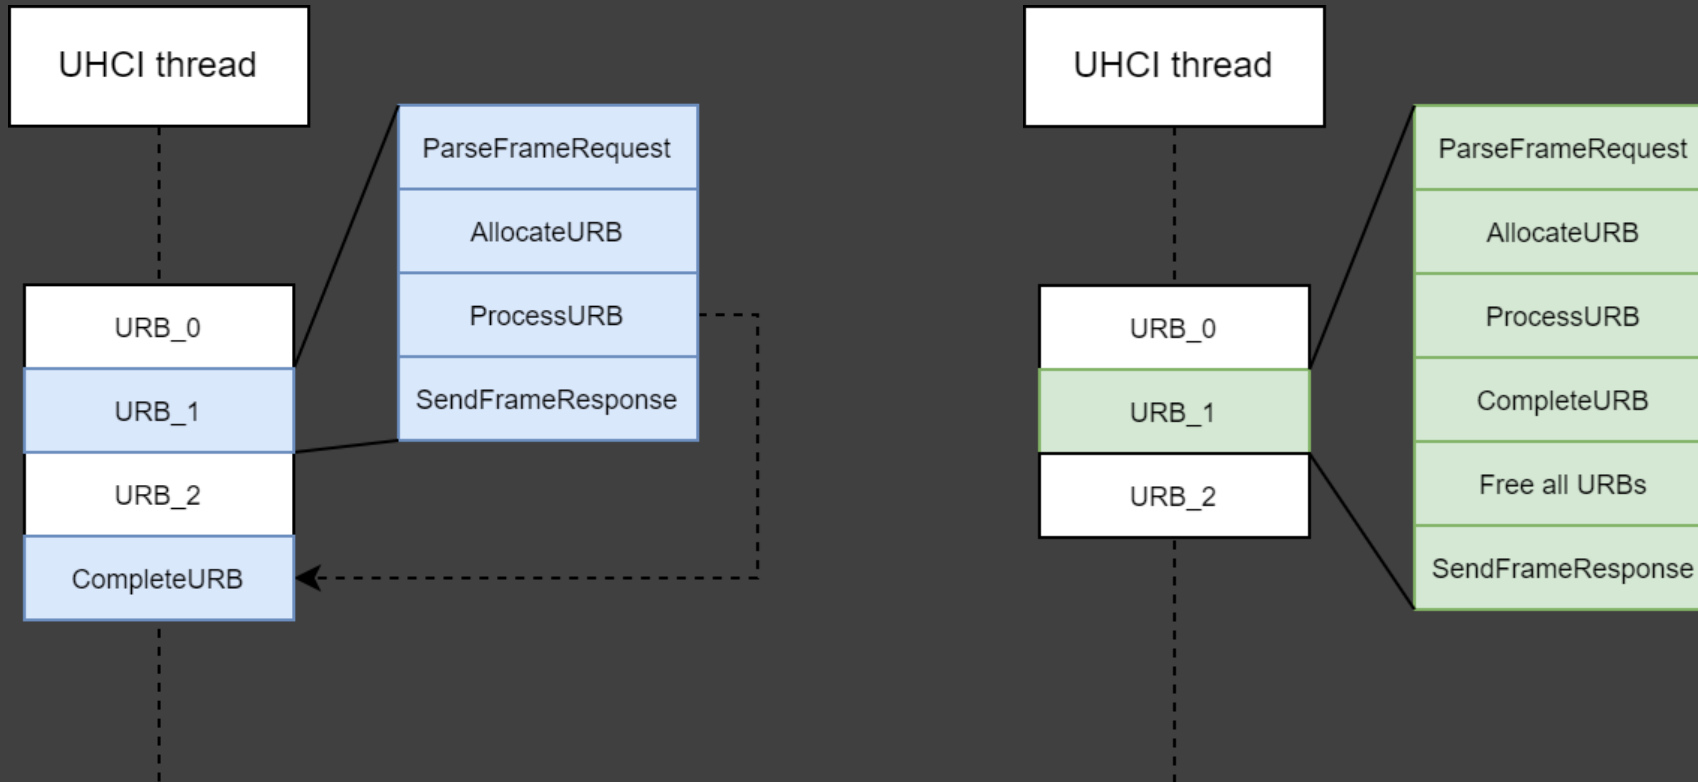 UHCI thread
ParseFrameRequest
AllocateURB
ProcessURB
SendFrameResponse
URB_0
URB_1
URB_2
CompleteURB
UHCI thread
ParseFrameRequest
AllocateURB
ProcessURB
CompleteURB
Free all URBs
SendFrameResponse
URB_0
URB_1
URB_2